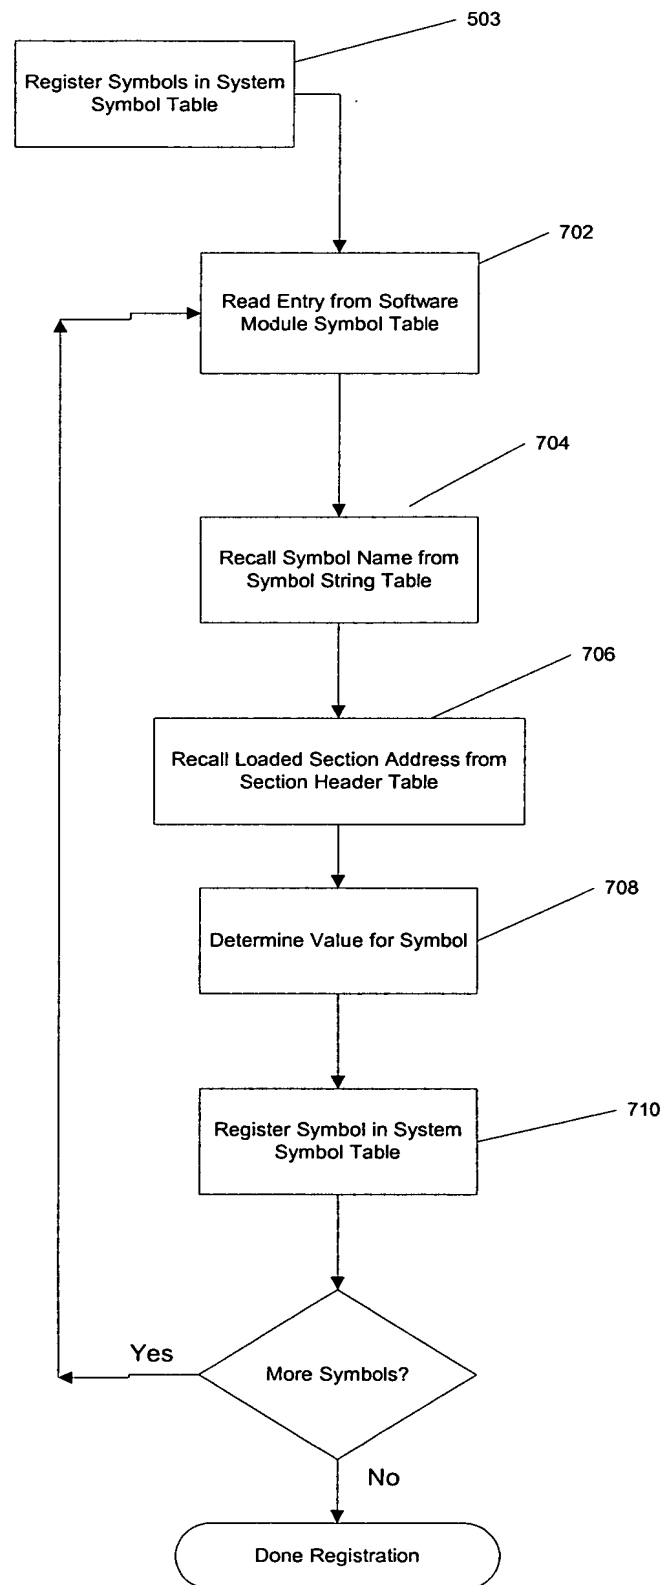 503
Register Symbols in System
Symbol Table
702
Read Entry from Software
Module Symbol Table
704
Recall Symbol Name from
Symbol String Table
706
Recall Loaded Section Address from
Section Header Table
708
Determine Value for Symbol
710
Register Symbol in System
Symbol Table
Yes
More Symbols?
No
Done Registration